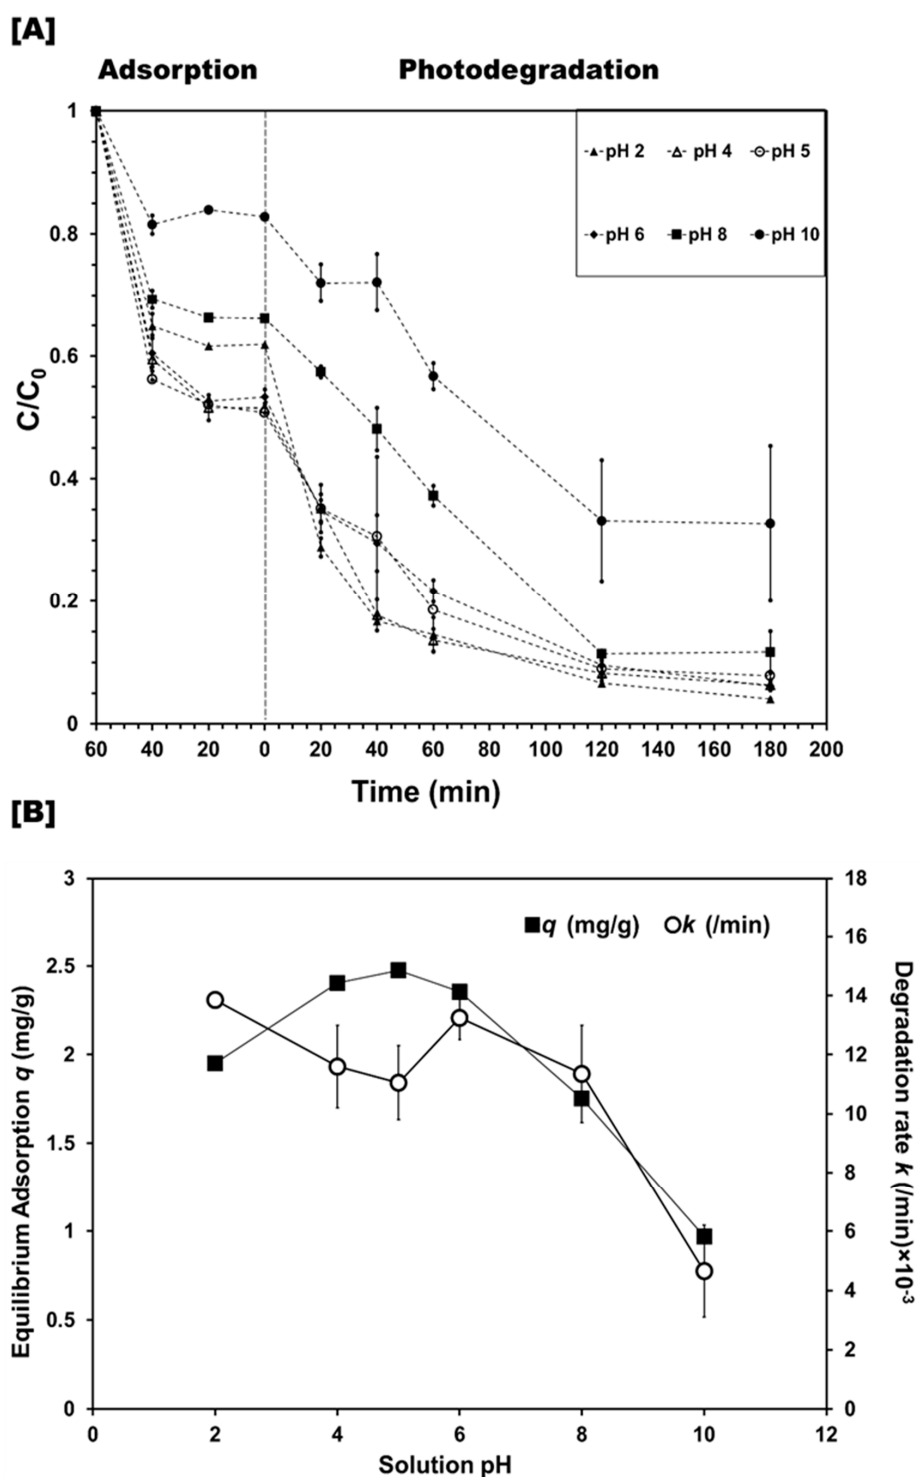 [A]
Adsorption Photodegradation
1
0.8
0.6
0.4
0.2
0
C/C0
pH 2 pH 4 pH 5
pH 6 pH 8 pH 10
60 40 20 0 20 40 60 80 100 120 140 160 180 200
Time (min)
[B]
3
2.5
2
1.5
1
0.5
0
Equilibrium Adsorption q (mg/g)
q (mg/g) k (/min)
18
16
14
12
10
8
6
4
2
0
Degradation rate k (/min)×10-3
0 2 4 6 8 10 12
Solution pH